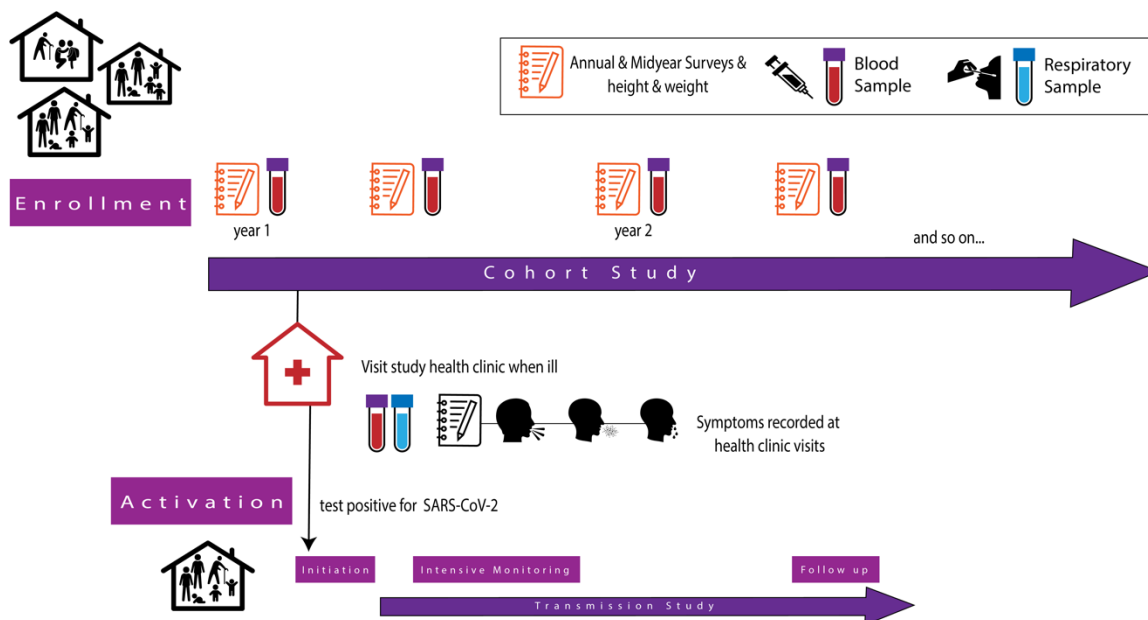 Annual & Midyear Surveys &
height & weight
Blood
Sample
Respiratory
Sample
Enrollment
year 1
year 2
and so on...
Cohort Study
Visit study health clinic when ill
Symptoms recorded at
health clinic visits
Activation
test positive for SARS-CoV-2
Initiation
Intensive Monitoring
Follow up
Transmission Study